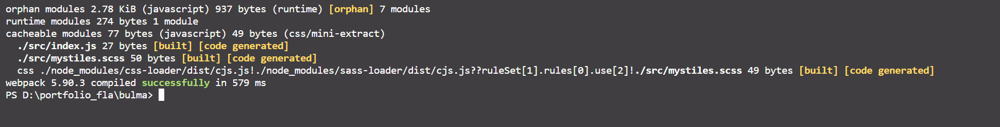 orphan modules 2.78 KiB (javascript) 937 bytes (runtime) [orphan] 7 modules
runtime modules 274 bytes 1 module
cacheable modules 77 bytes (javascript) 49 bytes (css/mini-extract)
./src/index.js 27 bytes [built] [code generated]
./src/mystiles.scss 50 bytes [built] [code generated]
css ./node_modules/css-loader/dist/cjs.js!./node_modules/sass-loader/dist/cjs.js??ruleSet[1].rules[0].use[2]!./src/mystiles.scss 49 bytes [built] [code generated]
webpack 5.90.3 compiled successfully in 579 ms
PS D:\portfolio_fla\bulma>